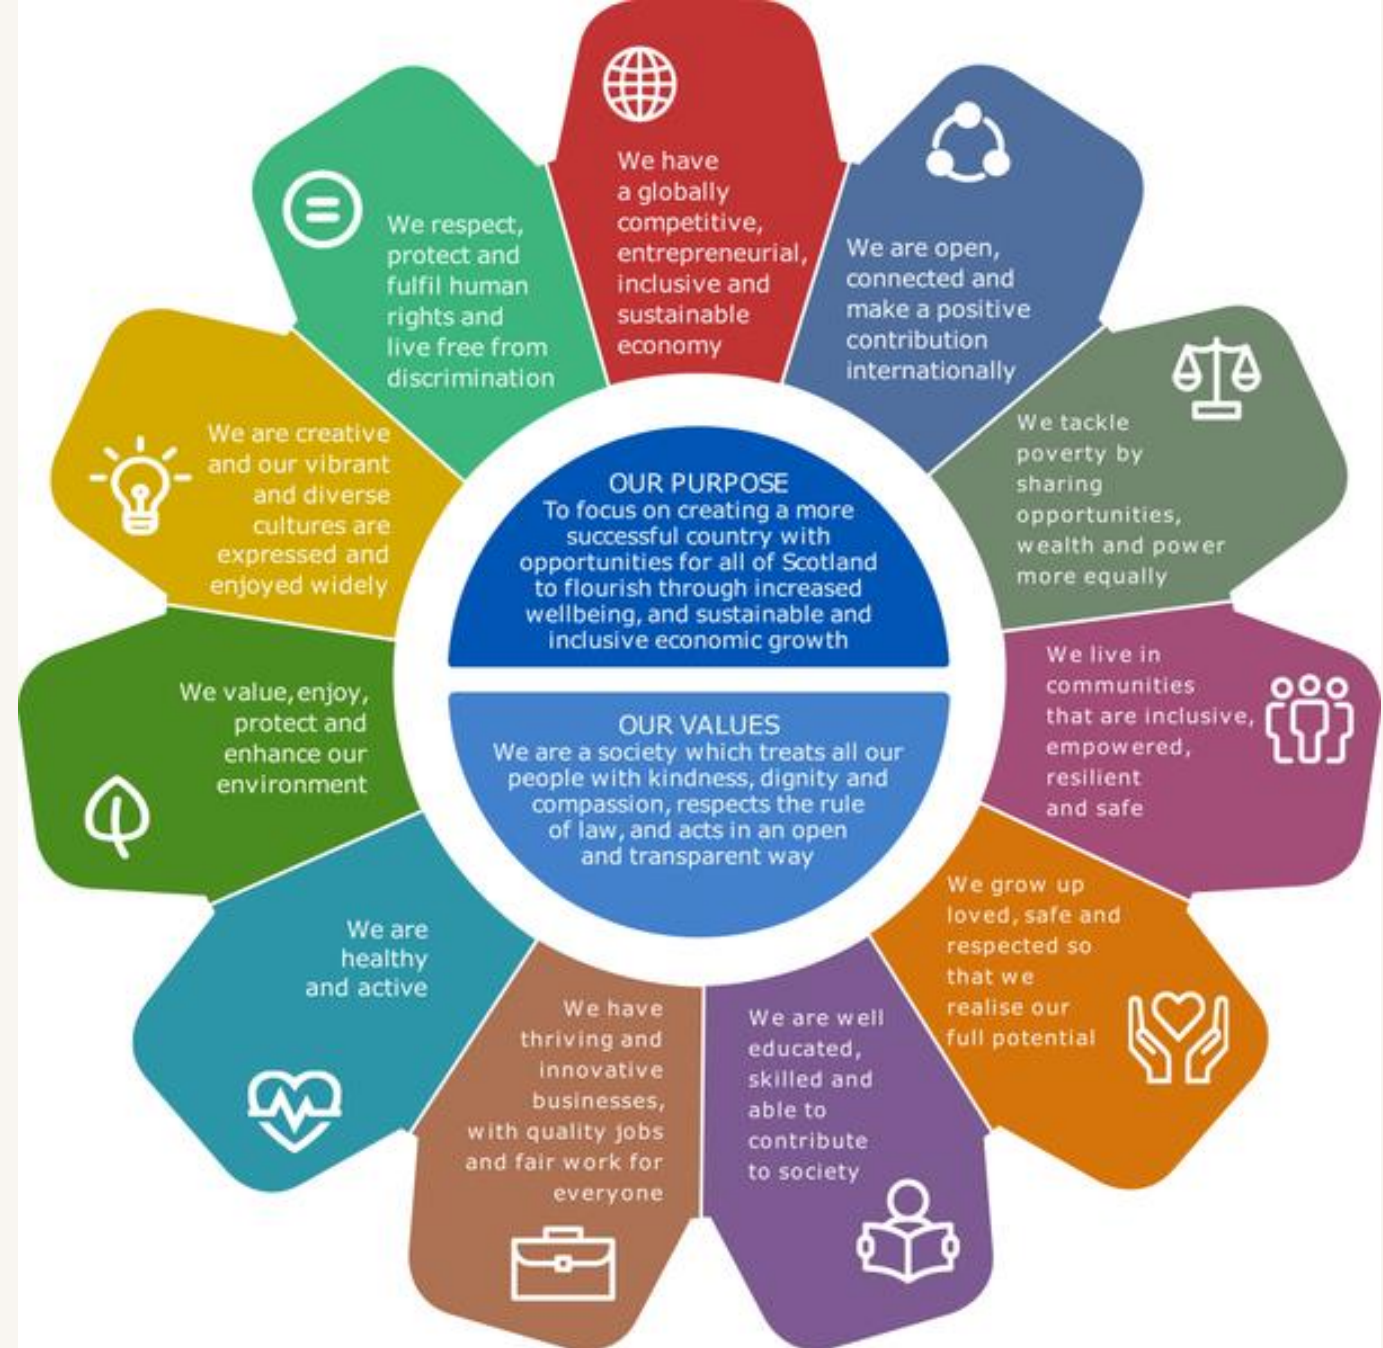 We have
a globally
competitive,
entrepreneurial,
inclusive and
sustainable
economy
We are open,
connected and
make a positive
contribution
internationally
We tackle
poverty by
sharing
opportunities,
wealth and power
more equally
We live in
communities
that are inclusive,
empowered,
resilient
and safe
We grow up
loved, safe and
respected so
that we
realise our
full potential
We are well
educated,
skilled and
able to
contribute
to society
We have
thriving and
innovative
businesses,
with quality jobs
and fair work for
everyone
We are
healthy
and active
We value, enjoy,
protect and
enhance our
environment
We are creative
and our vibrant
and diverse
cultures are
expressed and
enjoyed widely
We respect,
protect and
fulfil human
rights and
live free from
discrimination
OUR PURPOSE
To focus on creating a more
successful country with
opportunities for all of Scotland
to flourish through increased
wellbeing, and sustainable and
inclusive economic growth
OUR VALUES
We are a society which treats all our
people with kindness, dignity and
compassion, respects the rule
of law, and acts in an open
and transparent way